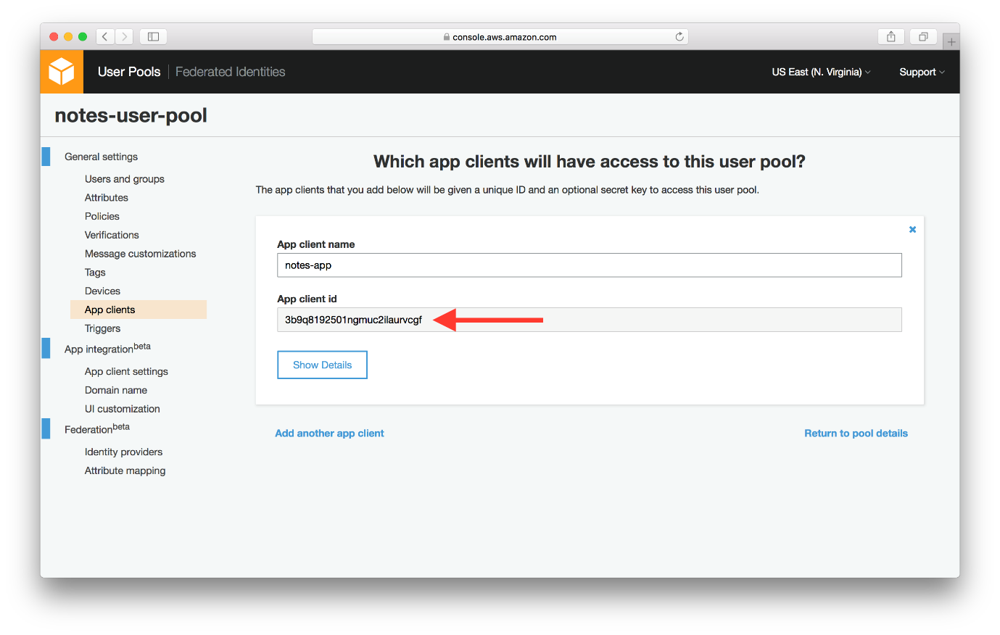 console.aws.amazon.com
User Pools Federated Identities US East (N. Virginia) Support
notes-user-pool
General settings
Users and groups
Attributes
Policies
Verifications
Message customizations
Tags
Devices
App clients
Triggers
App integration beta
App client settings
Domain name
UI customization
Federation beta
Identity providers
Attribute mapping
Which app clients will have access to this user pool?
The app clients that you add below will be given a unique ID and an optional secret key to access this user pool.
App client name
notes-app
App client id
3b9q8192501ngmuc2ilaurvcgf
Show Details
Add another app client Return to pool details